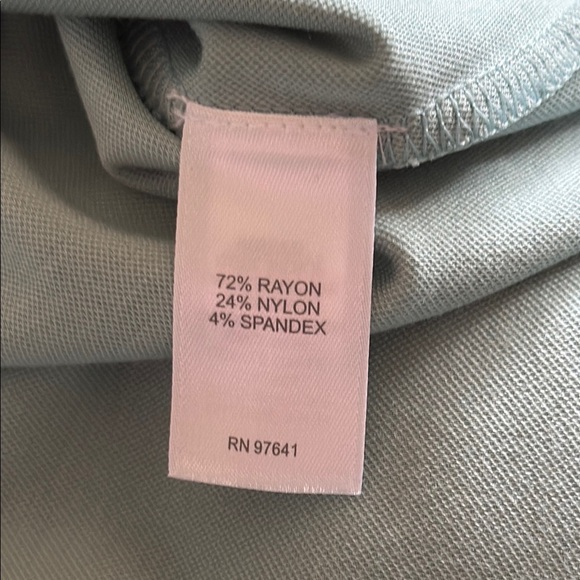 72% RAYON
24% NYLON
4% SPANDEX
RN 97641